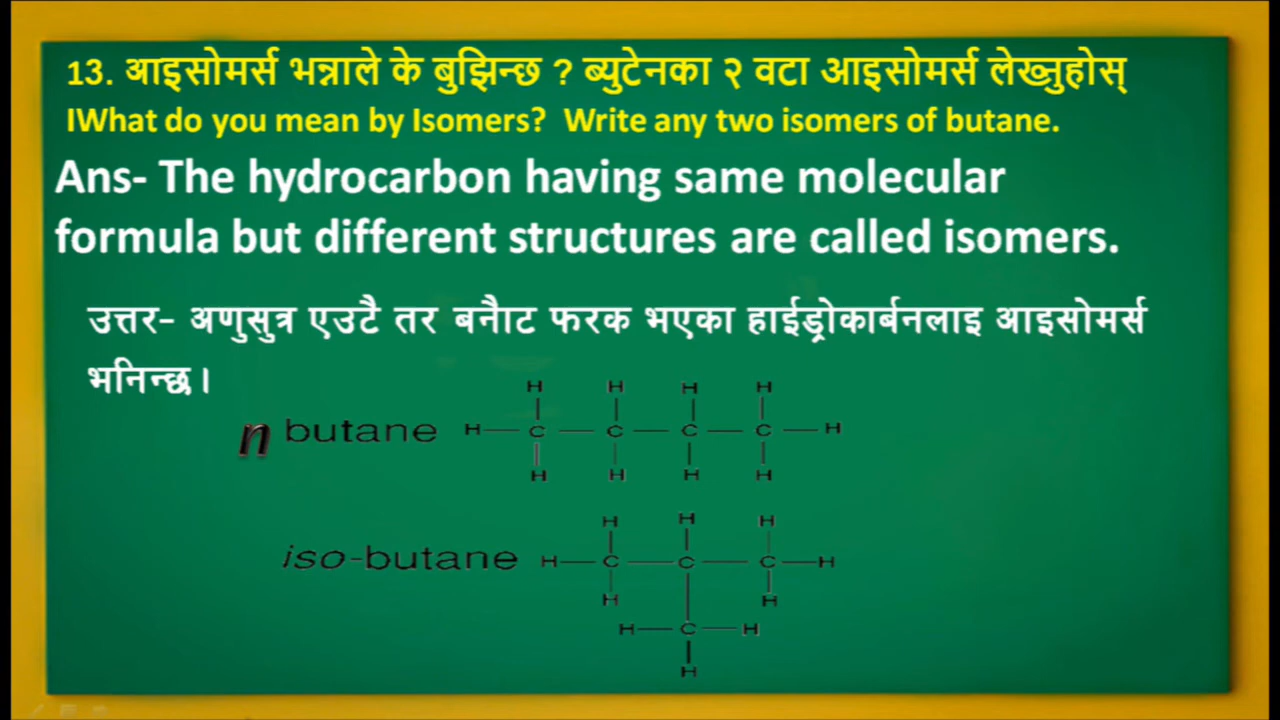 13. आइसोमर्स भन्नाले के बुझिन्छ ? ब्युटेनका २ वटा आइसोमर्स लेख्नुहोस्
IWhat do you mean by Isomers? Write any two isomers of butane.
Ans- The hydrocarbon having same molecular
formula but different structures are called isomers.
उत्तर- अणुसुत्र एउटै तर बनौट फरक भएका हाईड्रोकार्बनलाइ आइसोमर्स
भनिन्छ।
H H H H
n butane H C C C C H
H H H H
H H H
iso-butane H C C C H
H H
H C H
H